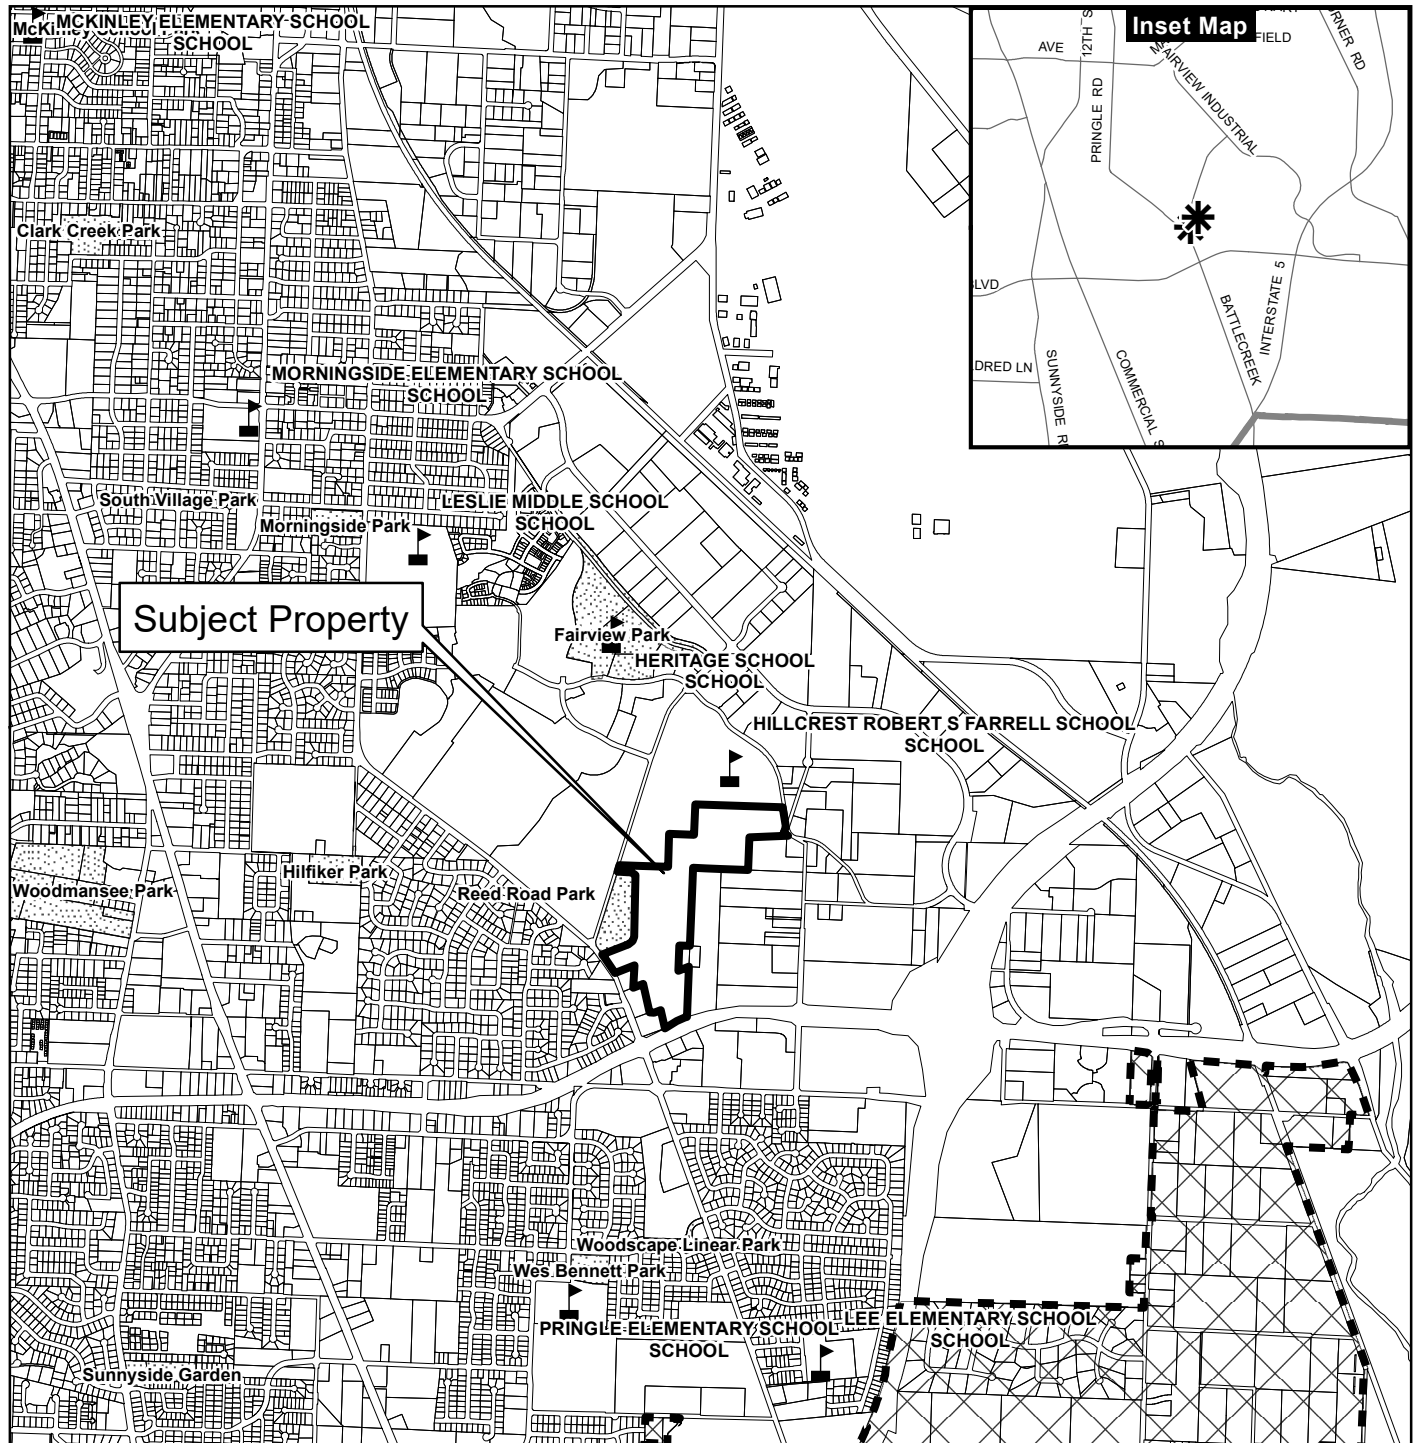 MCKINLEY ELEMENTARY SCHOOL
SCHOOL
Inset Map
FIELD
AVE
12TH S
RNER RD
PRINGLE RD
FAIRVIEW INDUSTRIAL
LVD
INTERSTATE 5
BATTLECREEK
DRED LN
SUNNYSIDE R
COMMERCIAL S
Clark Creek Park
MORNINGSIDE ELEMENTARY SCHOOL
SCHOOL
South Village Park
LESLIE MIDDLE SCHOOL
SCHOOL
Morningside Park
Subject Property
Fairview Park
HERITAGE SCHOOL
SCHOOL
HILLCREST ROBERT S FARRELL SCHOOL
SCHOOL
Hilfiker Park
Woodmansee Park
Reed Road Park
Woodscape Linear Park
Wes Bennett Park
PRINGLE ELEMENTARY SCHOOL
SCHOOL
LEE ELEMENTARY SCHOOL
SCHOOL
Sunnyside Garden